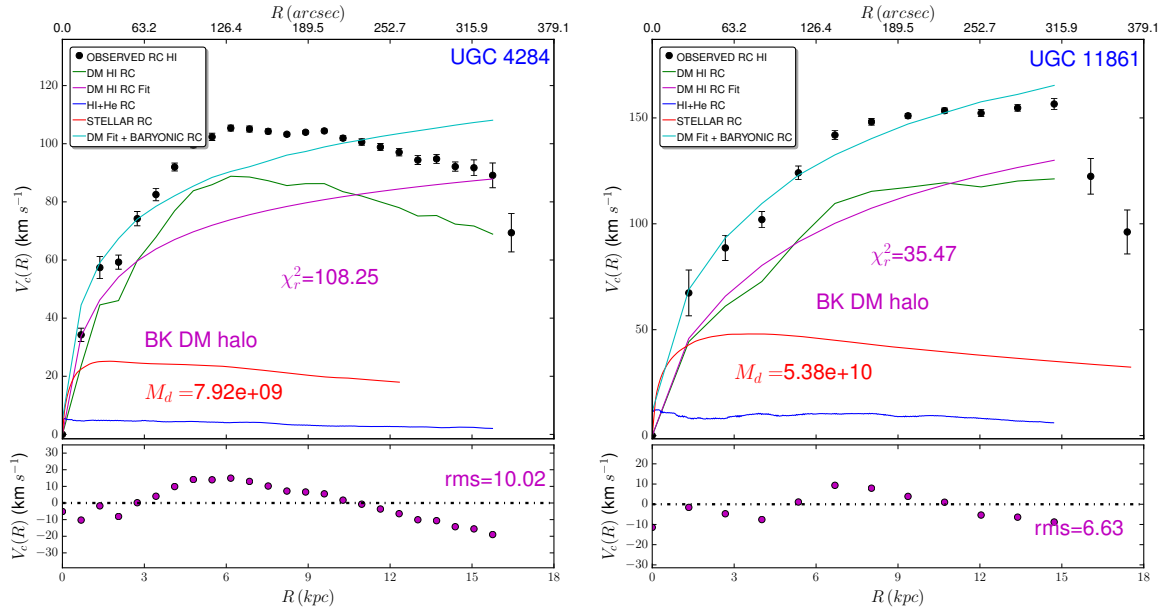 R (arcsec)
0.0 63.2 126.4 189.5 252.7 315.9 379.1
UGC 4284
OBSERVED RC HI
DM HI RC
DM HI RC Fit
HI+He RC
STELLAR RC
DM Fit + BARYONIC RC
V_c(R) (km s⁻¹)
120
100
80
60
40
20
0
χ_r^2=108.25
BK DM halo
M_d =7.92e+09
V_c(R) (km s⁻¹)
30
20
10
0
−10
−20
−30
rms=10.02
0 3 6 9 12 15 18
R (kpc)
R (arcsec)
0.0 63.2 126.4 189.5 252.7 315.9 379.1
UGC 11861
OBSERVED RC HI
DM HI RC
DM HI RC Fit
HI+He RC
STELLAR RC
DM Fit + BARYONIC RC
V_c(R) (km s⁻¹)
150
100
50
0
χ_r^2=35.47
BK DM halo
M_d =5.38e+10
V_c(R) (km s⁻¹)
20
10
0
−10
−20
−30
rms=6.63
0 3 6 9 12 15 18
R (kpc)